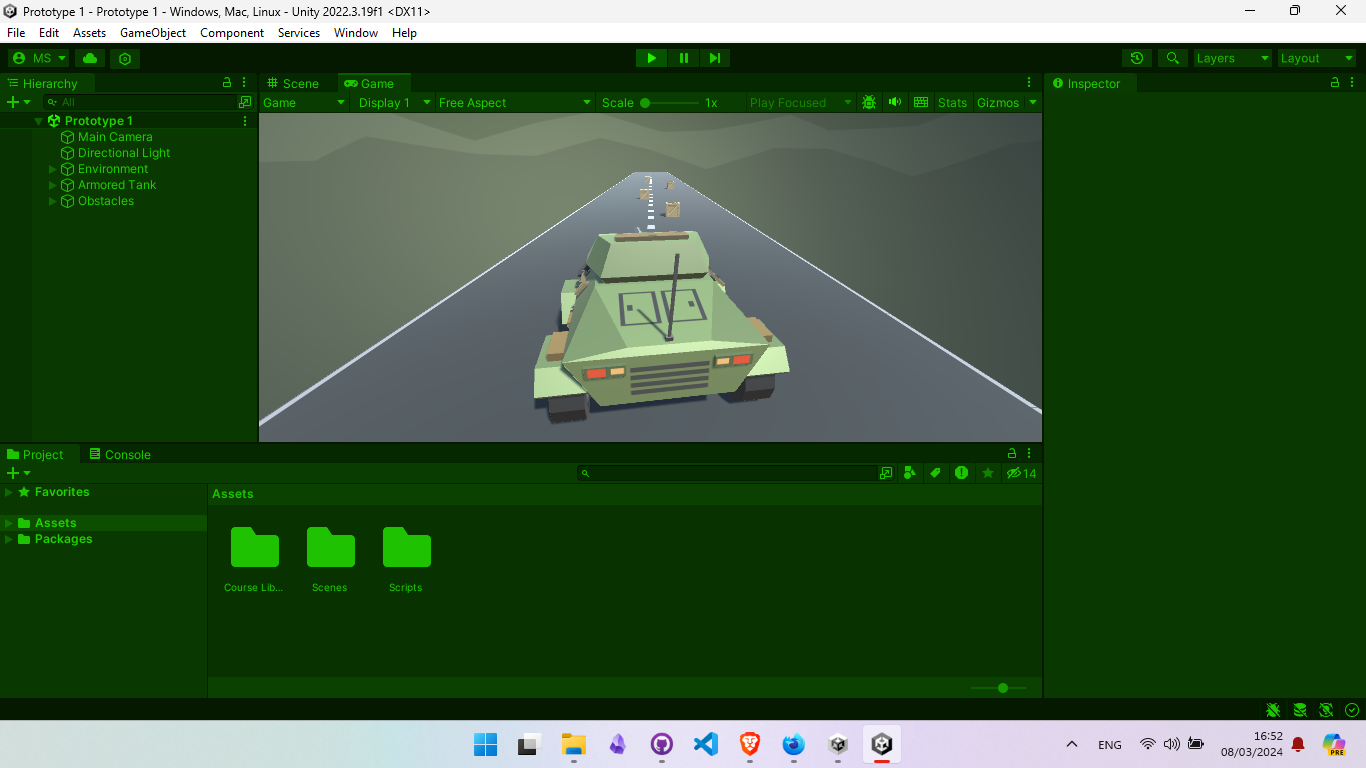 Prototype 1 - Prototype 1 - Windows, Mac, Linux - Unity 2022.3.19f1 <DX11>
File Edit Assets GameObject Component Services Window Help
MS Layers Layout
Hierarchy Scene Game Inspector
All Game Display 1 Free Aspect Scale 1x Play Focused Stats Gizmos
Prototype 1
Main Camera
Directional Light
Environment
Armored Tank
Obstacles
Project Console
14
Favorites
Assets
Packages
Assets
Course Lib... Scenes Scripts
ENG 16:52
08/03/2024
PRE